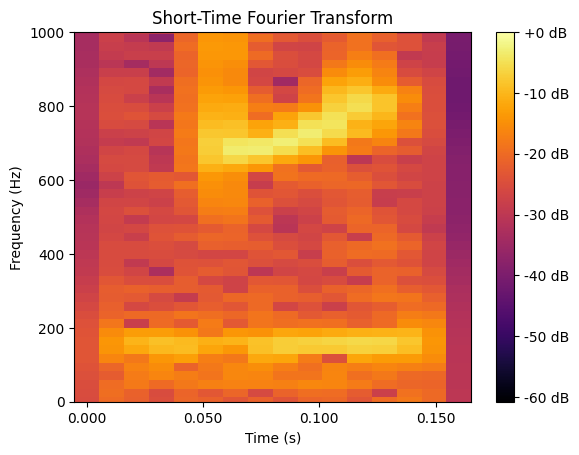 Short-Time Fourier Transform
1000
800
600
400
200
0
Frequency (Hz)
0.000
0.050
0.100
0.150
Time (s)
+0 dB
-10 dB
-20 dB
-30 dB
-40 dB
-50 dB
-60 dB